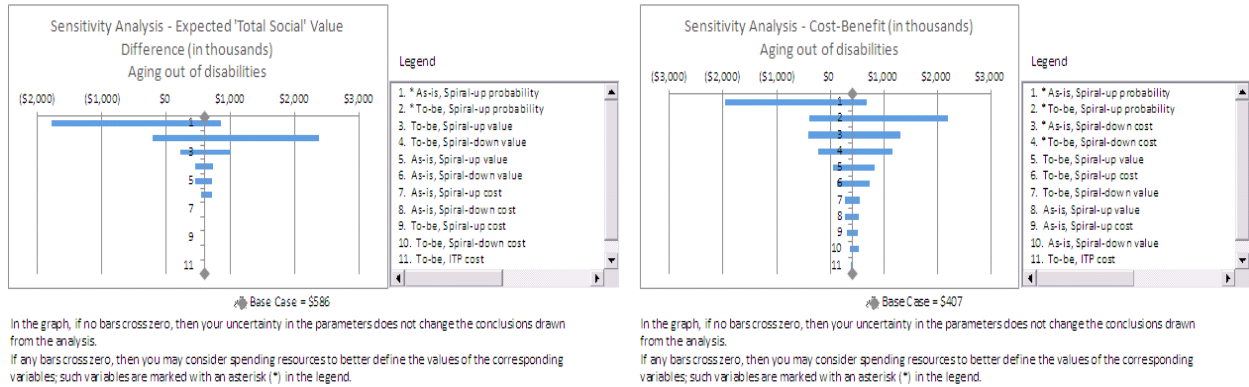 Sensitivity Analysis - Expected 'Total Social' Value
Difference (in thousands)
Aging out of disabilities
($2,000) ($1,000) $0 $1,000 $2,000 $3,000
1
3
5
7
9
11
Legend
1. * As-is, Spiral-up probability
2. * To-be, Spiral-up probability
3. To-be, Spiral-up value
4. To-be, Spiral-down value
5. As-is, Spiral-up value
6. As-is, Spiral-down value
7. As-is, Spiral-up cost
8. As-is, Spiral-down cost
9. To-be, Spiral-up cost
10. To-be, Spiral-down cost
11. To-be, ITP cost
Base Case = $586
In the graph, if no bars cross zero, then your uncertainty in the parameters does not change the conclusions drawn
from the analysis.
If any bars cross zero, then you may consider spending resources to better define the values of the corresponding
variables; such variables are marked with an asterisk (*) in the legend.
Sensitivity Analysis - Cost-Benefit (in thousands)
Aging out of disabilities
($3,000) ($2,000) ($1,000) $0 $1,000 $2,000 $3,000
1
2
3
4
5
6
7
8
9
10
11
Legend
1. * As-is, Spiral-up probability
2. * To-be, Spiral-up probability
3. * As-is, Spiral-down cost
4. * To-be, Spiral-down cost
5. To-be, Spiral-up value
6. To-be, Spiral-up cost
7. To-be, Spiral-down value
8. As-is, Spiral-up value
9. As-is, Spiral-up cost
10. As-is, Spiral-down value
11. To-be, ITP cost
Base Case = $407
In the graph, if no bars cross zero, then your uncertainty in the parameters does not change the conclusions drawn
from the analysis.
If any bars cross zero, then you may consider spending resources to better define the values of the corresponding
variables; such variables are marked with an asterisk (*) in the legend.